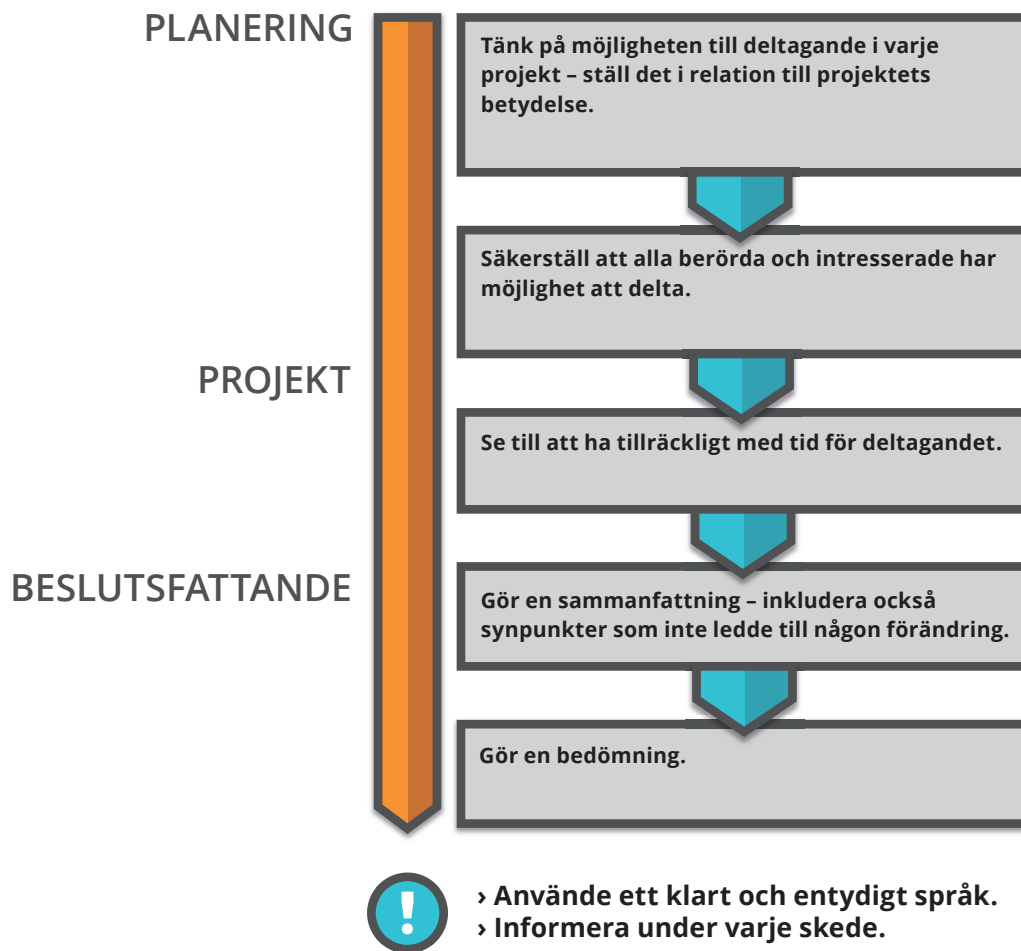 PLANERING
Tänk på möjligheten till deltagande i varje
projekt – ställ det i relation till projektets
betydelse.
Säkerställ att alla berörda och intresserade har
möjlighet att delta.
PROJEKT
Se till att ha tillräckligt med tid för deltagandet.
BESLUTSFATTANDE
Gör en sammanfattning – inkludera också
synpunkter som inte ledde till någon förändring.
Gör en bedömning.
!
› Använde ett klart och entydigt språk.
› Informera under varje skede.